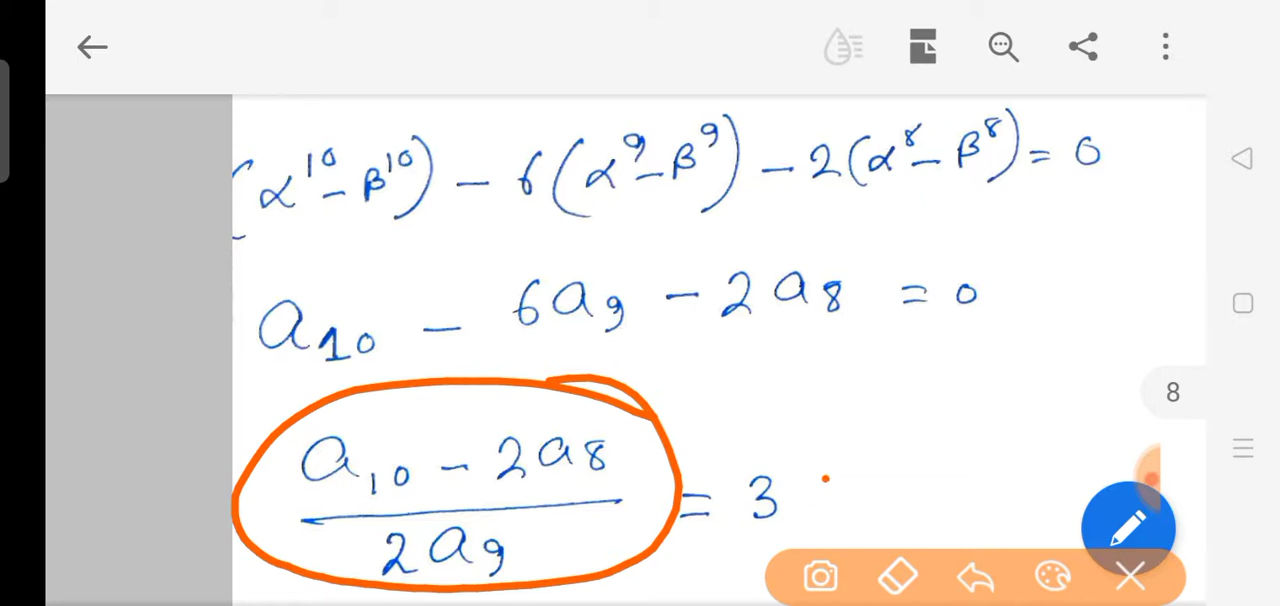 (α¹⁰ - β¹⁰) - 6(α⁹ - β⁹) - 2(α⁸ - β⁸) = 0
a₁₀ - 6a₉ - 2a₈ = 0
8
a₁₀ - 2a₈
2a₉
= 3